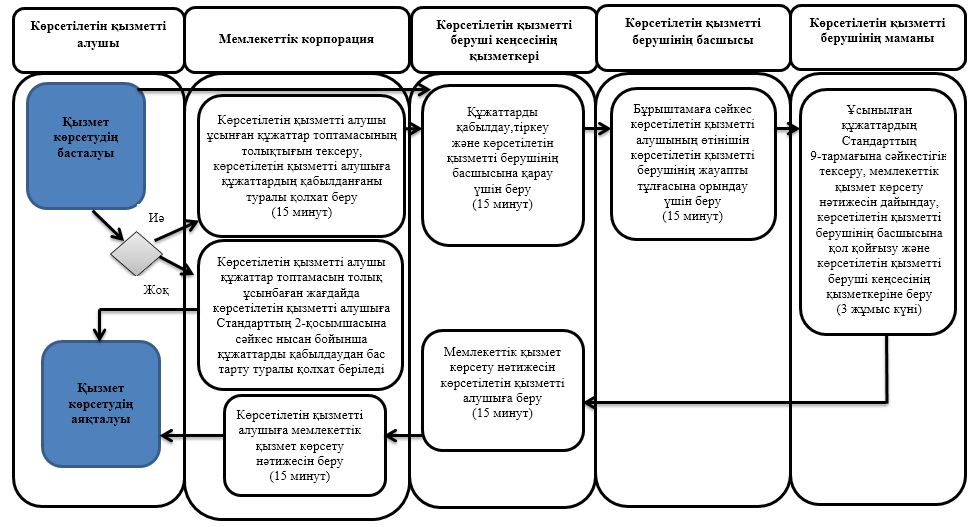 Көрсетілетін қызметті
алушы
Мемлекеттік корпорация
Көрсетілетін қызметті
беруші кеңсесінің
қызметкері
Көрсетілетін қызметті
берушінің басшысы
Көрсетілетін қызметті
берушінің маманы
Қызмет
көрсетудің
басталуы
Иә
Жоқ
Қызмет
көрсетудің
аяқталуы
Көрсетілетін қызметті алушы
ұсынған құжаттар топтамасының
толықтығын тексеру,
көрсетілетін қызметті алушыға
құжаттардың қабылданғаны
туралы қолхат беру
(15 минут)
Көрсетілетін қызметті алушы
құжаттар топтамасын толық
ұсынбаған жағдайда
көрсетілетін қызметті алушыға
Стандарттың 2-қосымшасына
сәйкес нысан бойынша
құжаттарды қабылдаудан бас
тарту туралы қолхат беріледі
Көрсетілетін қызметті
алушыға мемлекеттік
қызмет көрсету
нәтижесін беру
(15 минут)
Құжаттарды
қабылдау,тіркеу
және көрсетілетін
қызметті берушінің
басшысына қарау
үшін беру
(15 минут)
Мемлекеттік қызмет
көрсету нәтижесін
көрсетілетін қызметті
алушыға беру
(15 минут)
Бұрыштамаға сәйкес
көрсетілетін қызметті
алушының өтінішін
көрсетілетін қызметті
берушінің жауапты
тұлғасына орындау
үшін беру
(15 минут)
Ұсынылған
құжаттардың
Стандарттың
9-тармағына сәйкестігін
тексеру, мемлекеттік
қызмет көрсету
нәтижесін дайындау,
көрсетілетін қызметті
берушінің басшысына
қол қойғызу және
көрсетілетін қызметті
беруші кеңсесінің
қызметкеріне беру
(3 жұмыс күні)